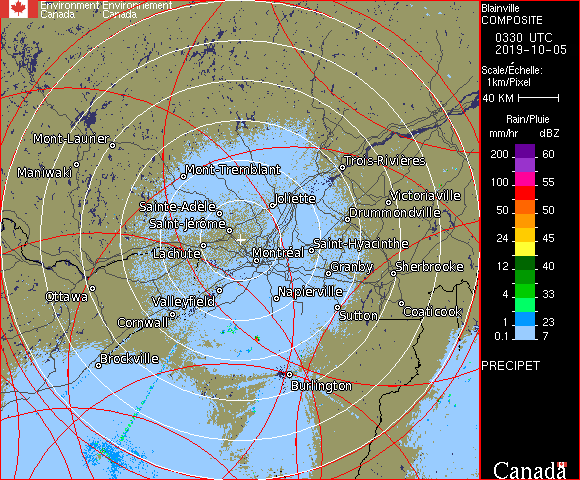 Environment Environnement
Canada Canada
Blainville
COMPOSITE
0330 UTC
2019-10-05
Scale/Échelle:
1km/Pixel
40 KM
Rain/Pluie
mm/hr dBZ
200 60
100 55
50 50
24 45
12 40
4 33
1 23
0.1 7
PRECIPET
Canada
Mont-Laurier
Maniwaki
Mont-Tremblant
Trois-Rivières
Sainte-Adèle
Joliette
Victoriaville
Drummondville
Saint-Jérôme
Lachute
Montréal
Saint-Hyacinthe
Granby
Sherbrooke
Ottawa
Valleyfield
Napierville
Cornwall
Sutton
Coaticook
Brockville
Burlington